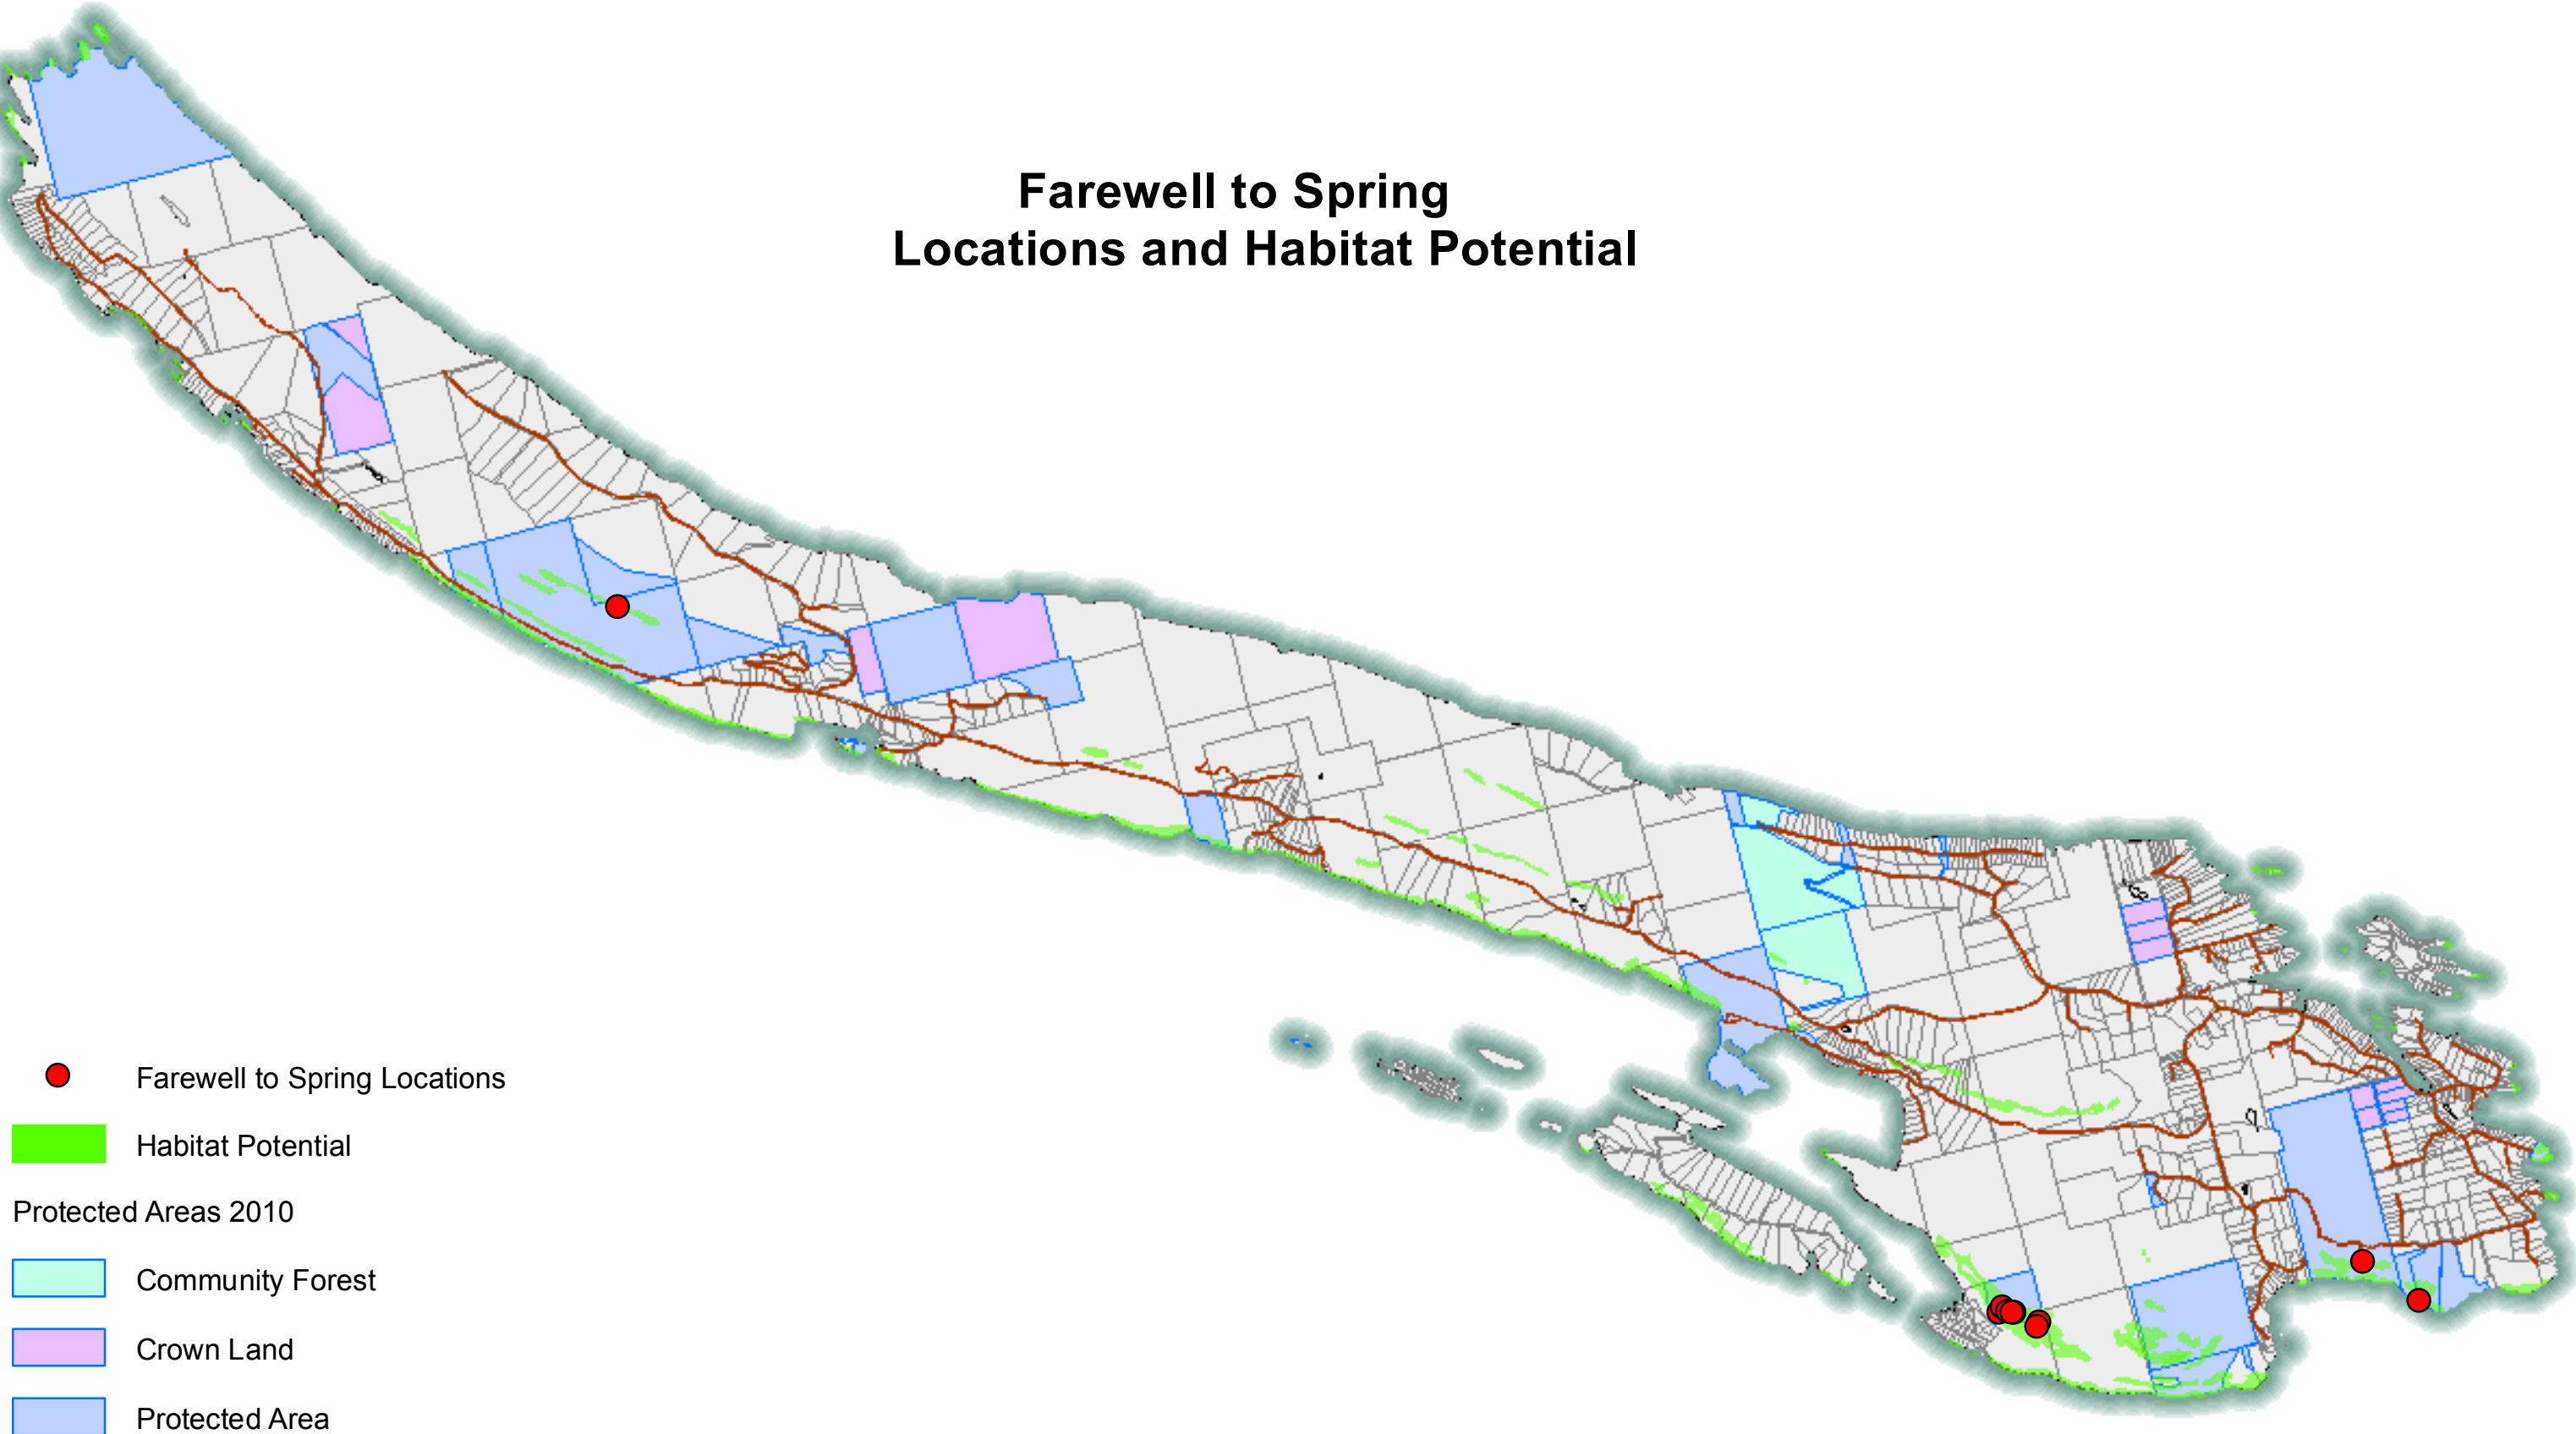 Farewell to Spring
Locations and Habitat Potential
Farewell to Spring Locations
Habitat Potential
Protected Areas 2010
Community Forest
Crown Land
Protected Area